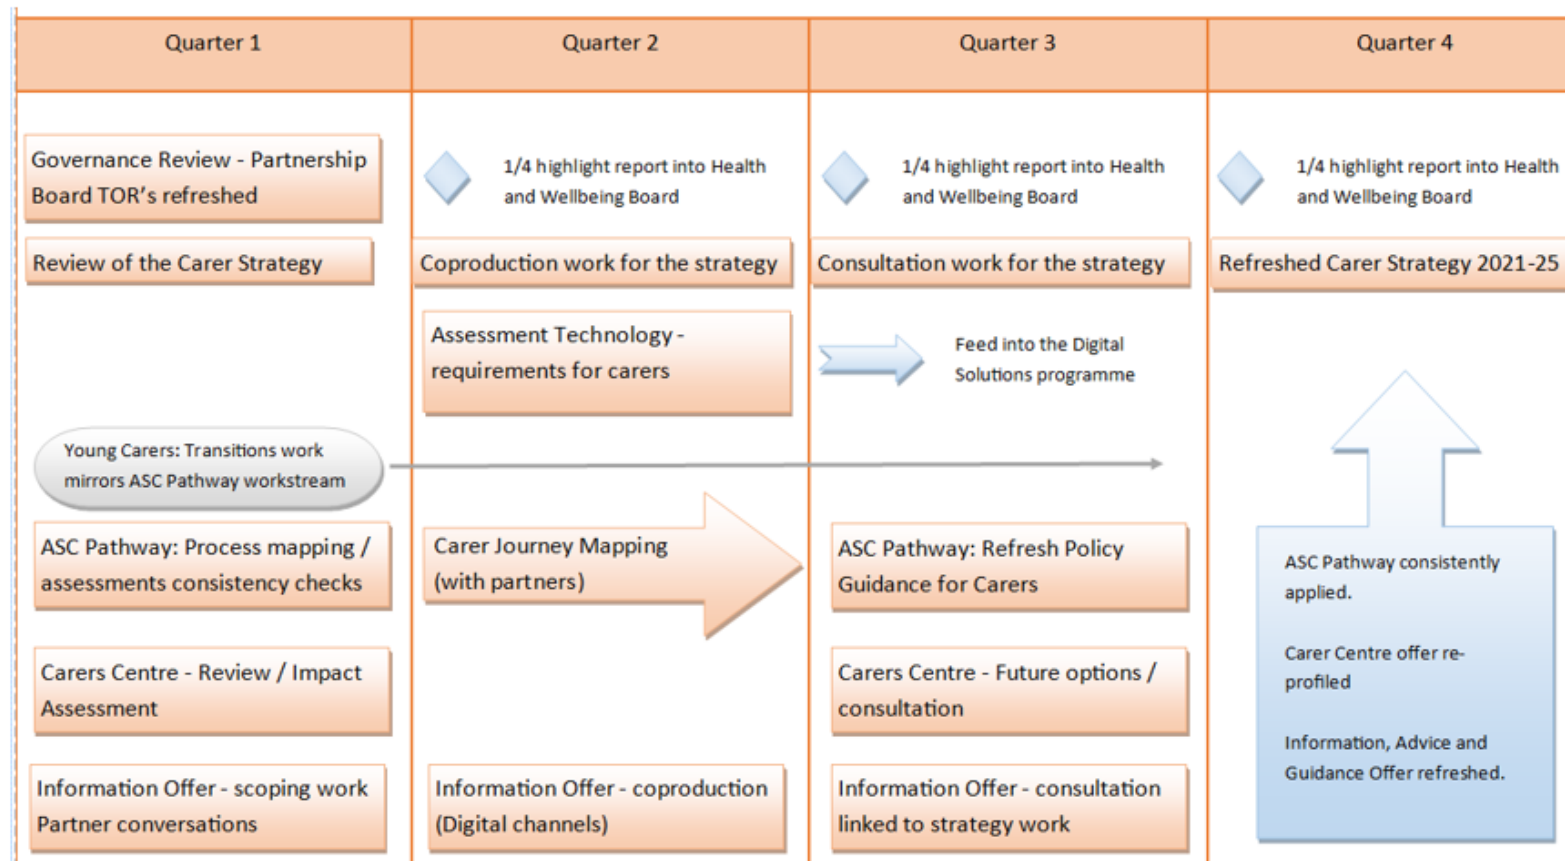 Quarter 1
Quarter 2
Quarter 3
Quarter 4
Governance Review - Partnership
Board TOR's refreshed
1/4 highlight report into Health
and Wellbeing Board
1/4 highlight report into Health
and Wellbeing Board
1/4 highlight report into Health
and Wellbeing Board
Review of the Carer Strategy
Coproduction work for the strategy
Consultation work for the strategy
Refreshed Carer Strategy 2021-25
Assessment Technology -
requirements for carers
Feed into the Digital
Solutions programme
Young Carers: Transitions work
mirrors ASC Pathway workstream
ASC Pathway: Process mapping /
assessments consistency checks
Carer Journey Mapping
(with partners)
ASC Pathway: Refresh Policy
Guidance for Carers
Carers Centre - Review / Impact
Assessment
Carers Centre - Future options /
consultation
Information Offer - scoping work
Partner conversations
Information Offer - coproduction
(Digital channels)
Information Offer - consultation
linked to strategy work
ASC Pathway consistently
applied.
Carer Centre offer re-
profiled
Information, Advice and
Guidance Offer refreshed.